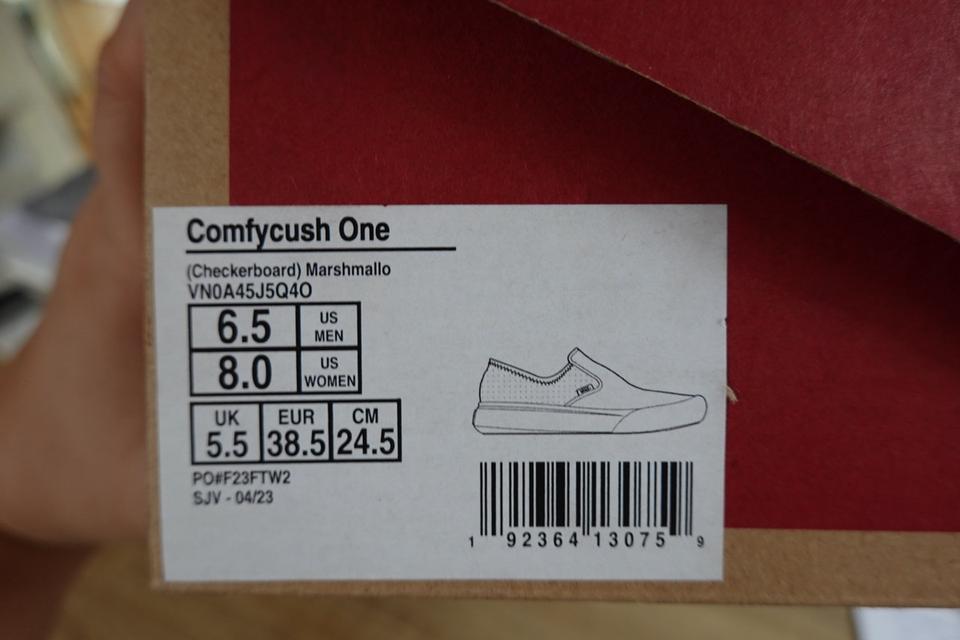 Comfycush One
(Checkerboard) Marshmallo
VN0A45J5Q4O
6.5 US MEN
8.0 US WOMEN
UK EUR CM
5.5 38.5 24.5
PO#F23FTW2
SJV - 04/23
1 92364 13075 9